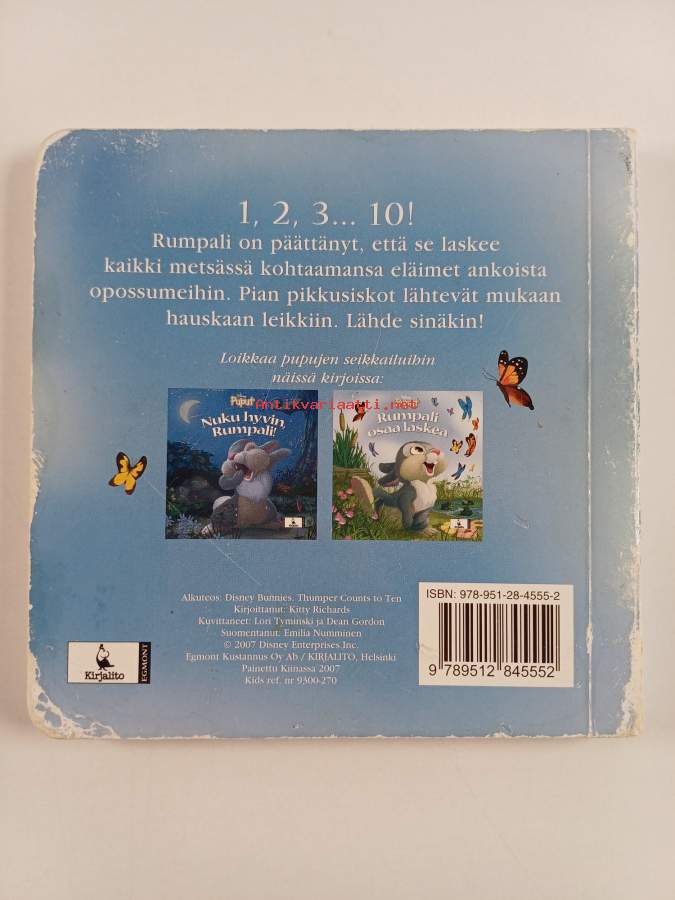 1, 2, 3... 10!
Rumpali on päättänyt, että se laskee
kaikki metsässä kohtaamansa eläimet ankoista
opossumeihin. Pian pikkusiskot lähtevät mukaan
hauskaan leikkiin. Lähde sinäkin!
Loikkaa pupujen seikkailuihin
näissä kirjoissa:
Puput
Nuku hyvin,
Rumpali!
Rumpali
osaa laskea
Antikvariaatti.net
Alkuteos: Disney Bunnies, Thumper Counts to Ten
Kirjoittanut: Kitty Richards
Kuvittaneet: Lori Tyminski ja Dean Gordon
Suomentanut: Emilia Numminen
© 2007 Disney Enterprises Inc.
Egmont Kustannus Oy Ab / KIRJALITO, Helsinki
Painettu Kiinassa 2007
Kids ref. nr 9300-270
Kirjalito
EGMONT
ISBN: 978-951-28-4555-2
9 789512 845552